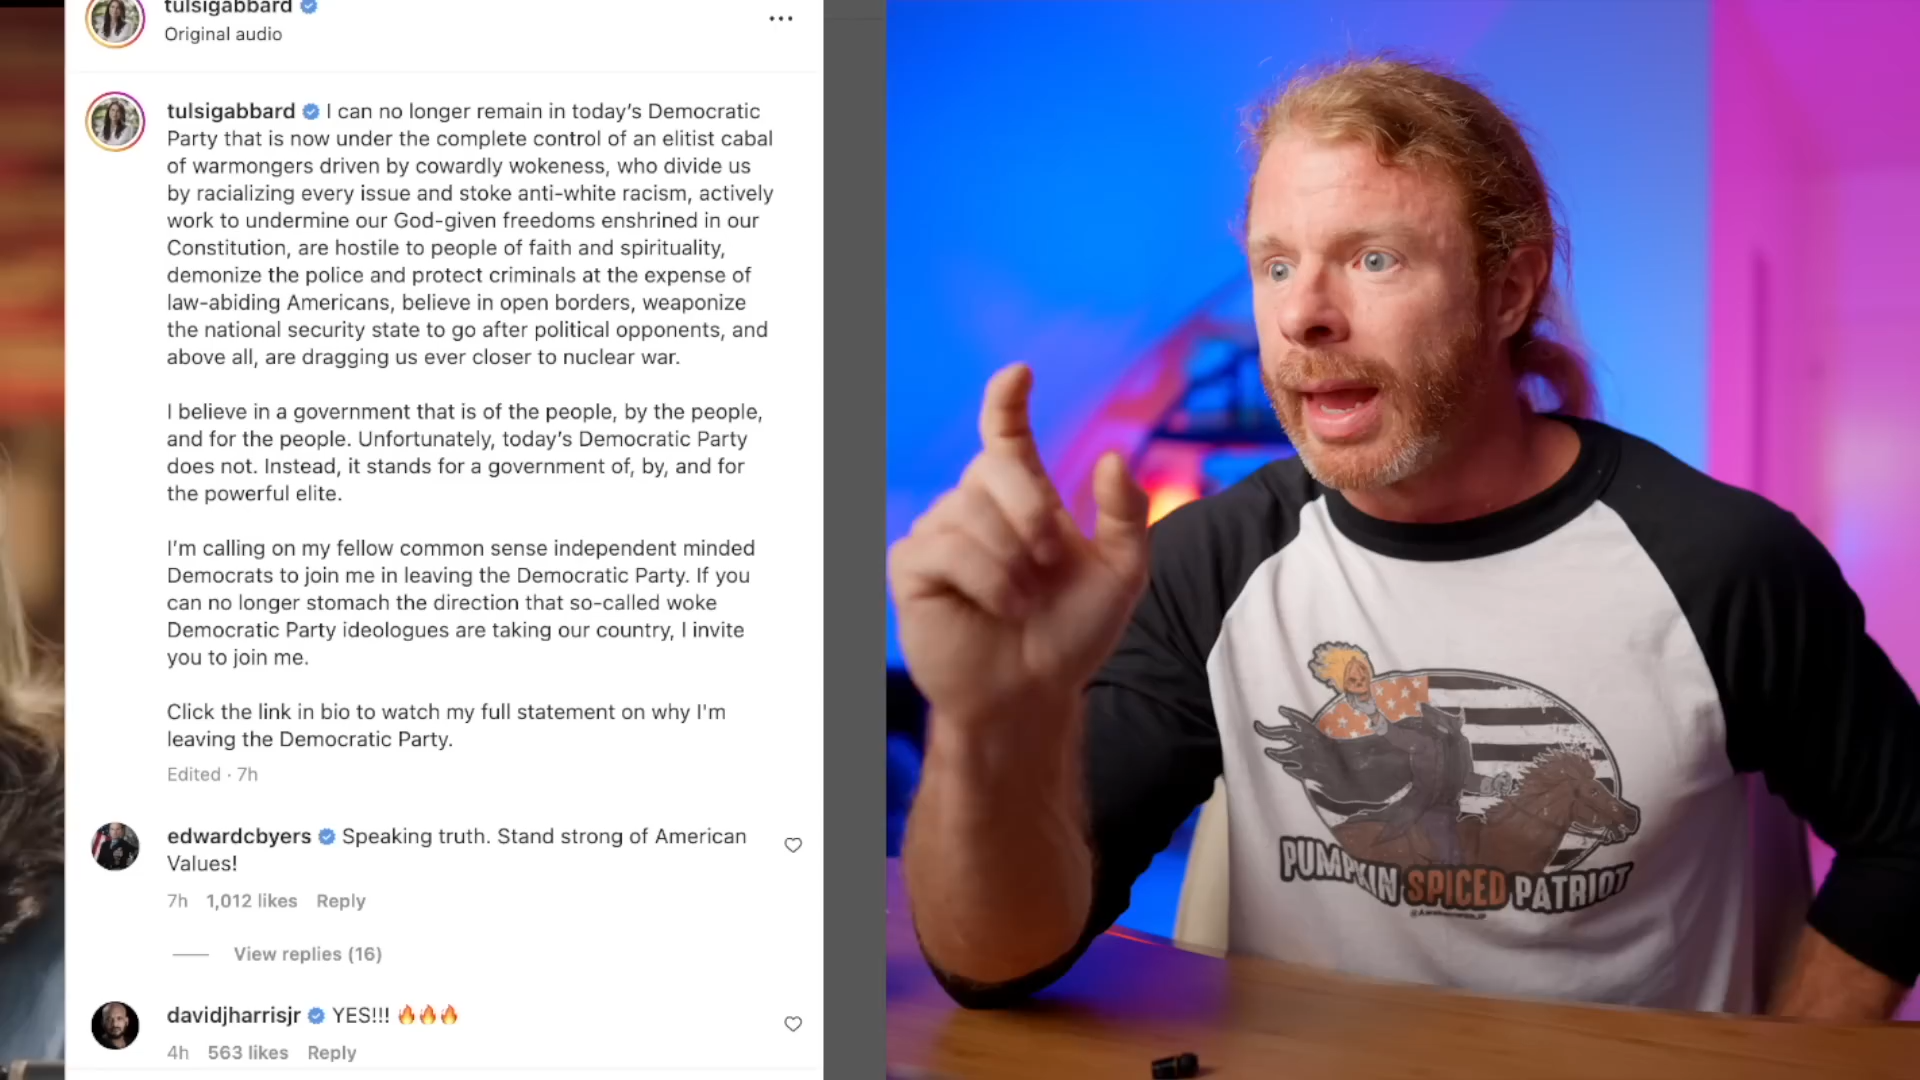 tulsigabbard
Original audio
tulsigabbard I can no longer remain in today's Democratic
Party that is now under the complete control of an elitist cabal
of warmongers driven by cowardly wokeness, who divide us
by racializing every issue and stoke anti-white racism, actively
work to undermine our God-given freedoms enshrined in our
Constitution, are hostile to people of faith and spirituality,
demonize the police and protect criminals at the expense of
law-abiding Americans, believe in open borders, weaponize
the national security state to go after political opponents, and
above all, are dragging us ever closer to nuclear war.
I believe in a government that is of the people, by the people,
and for the people. Unfortunately, today's Democratic Party
does not. Instead, it stands for a government of, by, and for
the powerful elite.
I'm calling on my fellow common sense independent minded
Democrats to join me in leaving the Democratic Party. If you
can no longer stomach the direction that so-called woke
Democratic Party ideologues are taking our country, I invite
you to join me.
Click the link in bio to watch my full statement on why I'm
leaving the Democratic Party.
Edited · 7h
edwardcbyers Speaking truth. Stand strong of American
Values!
7h 1,012 likes Reply
View replies (16)
davidjharrisjr YES!!! 🔥🔥🔥
4h 563 likes Reply
PUMPKIN SPICED PATRIOT